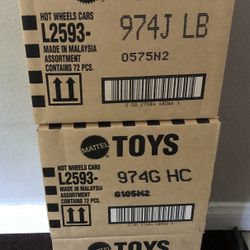 HOT WHEELS CARS
L2593-
MADE IN MALAYSIA
ASSORTMENT
CONTAINS 72 PCS.
974J LB
0575N2
MATTEL
TOYS
HOT WHEELS CARS
L2593-
MADE IN MALAYSIA
ASSORTMENT
CONTAINS 72 PCS.
974G HC
MATTEL
TOYS